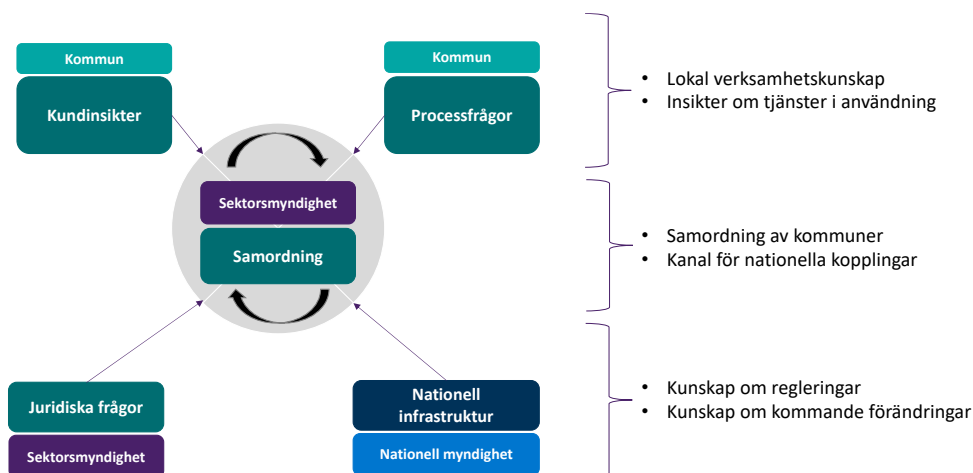 Kommun
Kundinsikter
Kommun
Processfrågor
• Lokal verksamhetskunskap
• Insikter om tjänster i användning
Sektorsmyndighet
Samordning
• Samordning av kommuner
• Kanal för nationella kopplingar
Juridiska frågor
Sektorsmyndighet
Nationell
infrastruktur
Nationell myndighet
• Kunskap om regleringar
• Kunskap om kommande förändringar